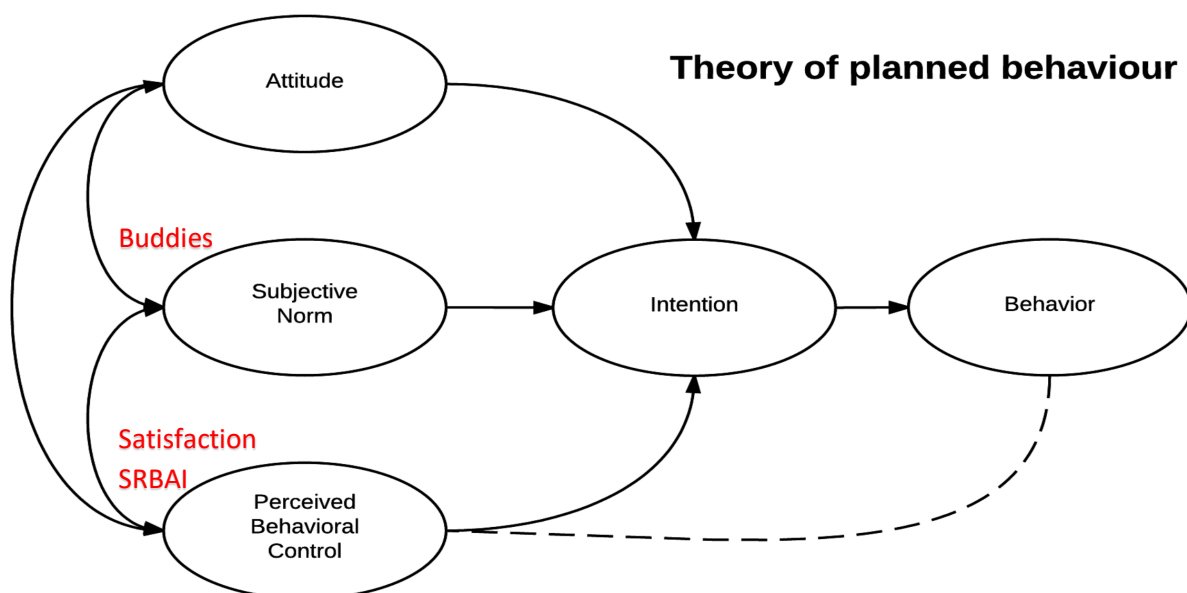 Theory of planned behaviour
Attitude
Buddies
Subjective
Norm
Intention
Behavior
Satisfaction
SRBAI
Perceived
Behavioral
Control